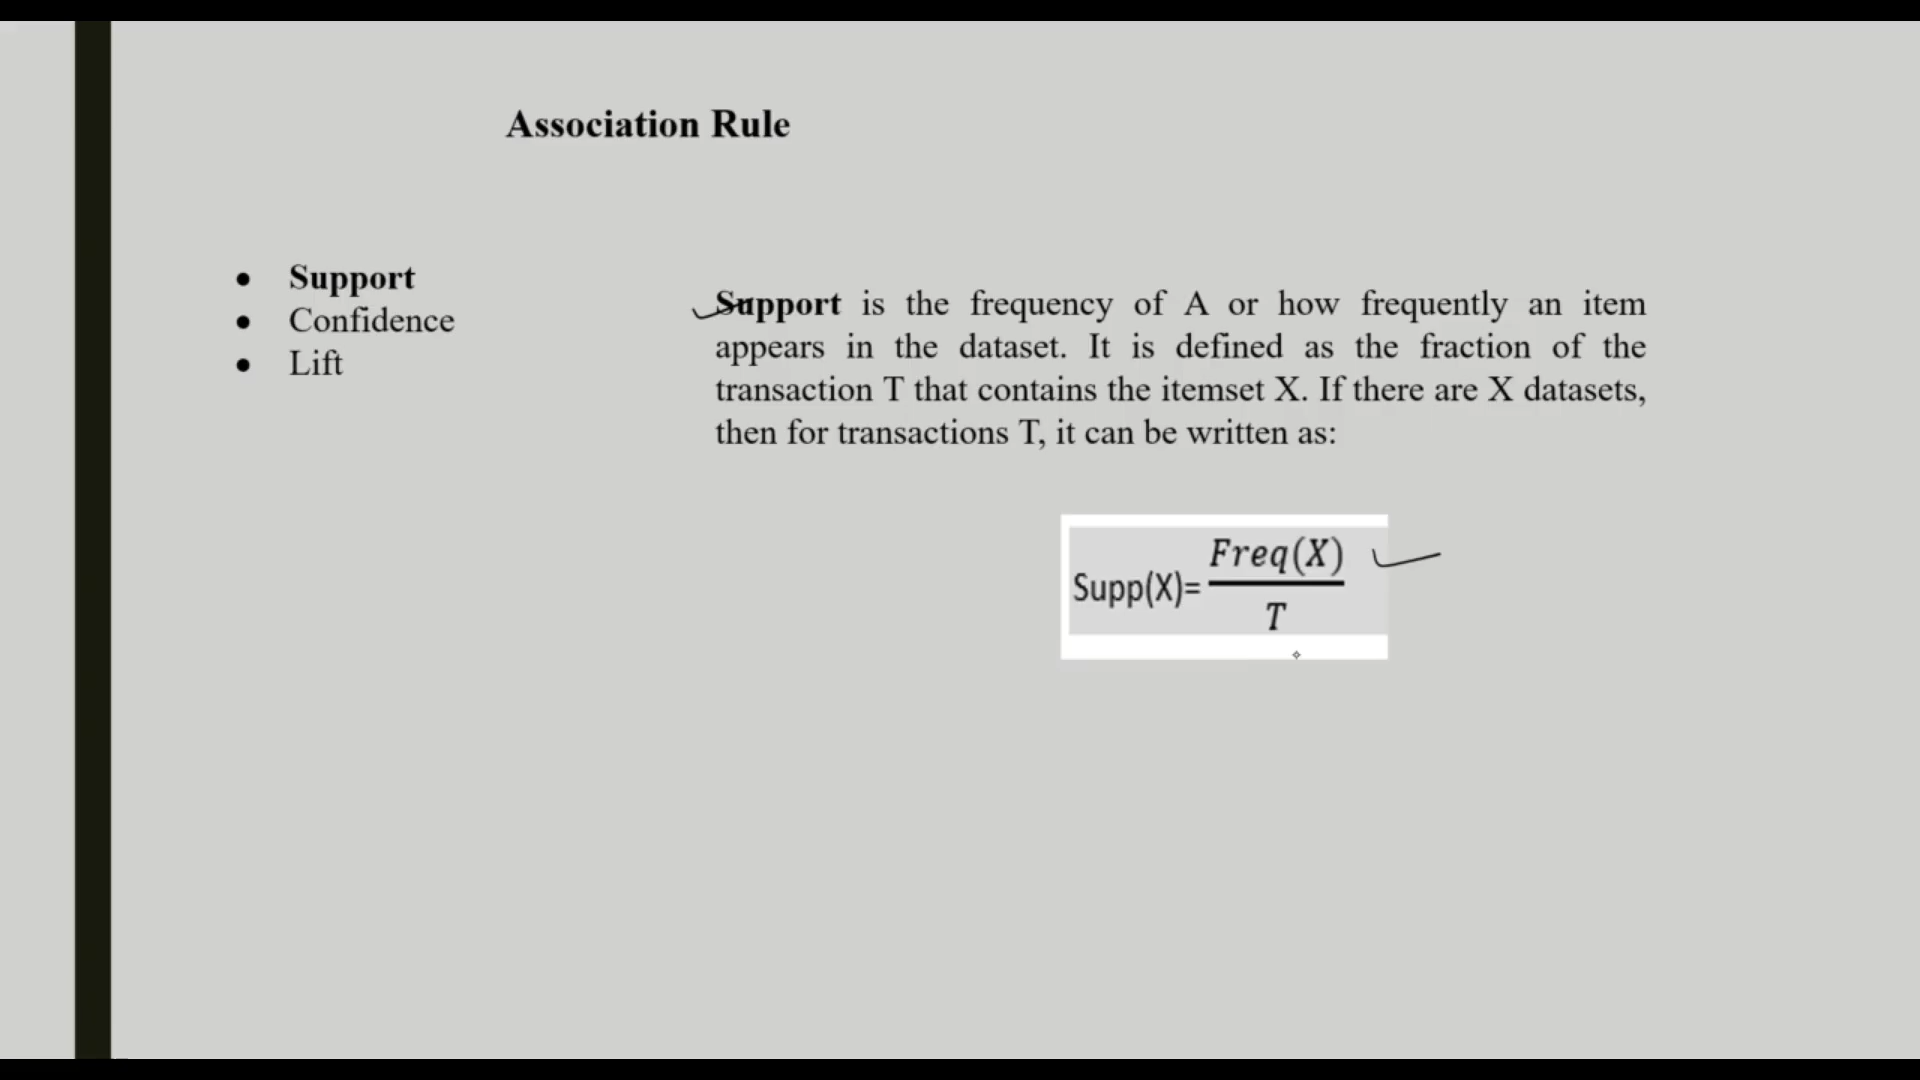 Association Rule
• Support
• Confidence
• Lift
Support is the frequency of A or how frequently an item
appears in the dataset. It is defined as the fraction of the
transaction T that contains the itemset X. If there are X datasets,
then for transactions T, it can be written as:
Supp(X)= Freq(X) / T